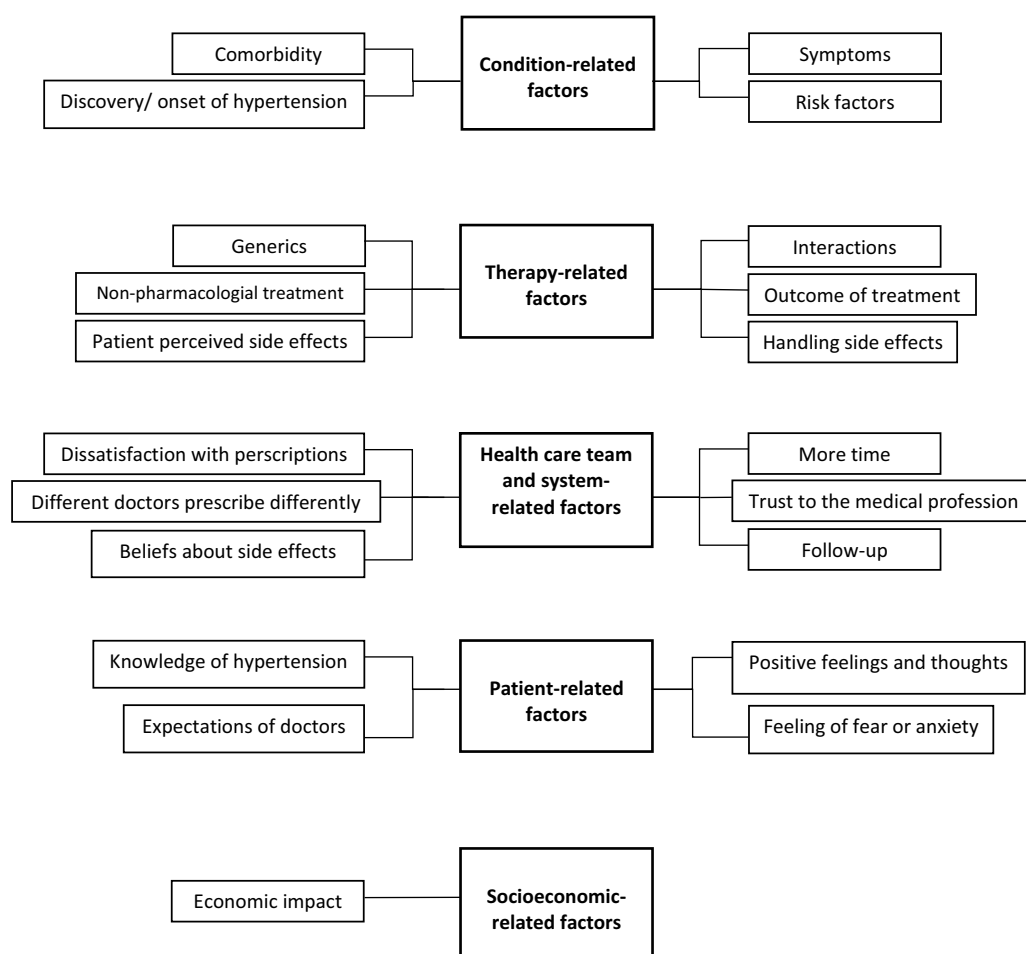 Comorbidity
Discovery/ onset of hypertension
Condition-related
factors
Symptoms
Risk factors
Generics
Non-pharmacologial treatment
Patient perceived side effects
Therapy-related
factors
Interactions
Outcome of treatment
Handling side effects
Dissatisfaction with perscriptions
Different doctors prescribe differently
Beliefs about side effects
Health care team
and system-
related factors
More time
Trust to the medical profession
Follow-up
Knowledge of hypertension
Expectations of doctors
Patient-related
factors
Positive feelings and thoughts
Feeling of fear or anxiety
Economic impact
Socioeconomic-
related factors